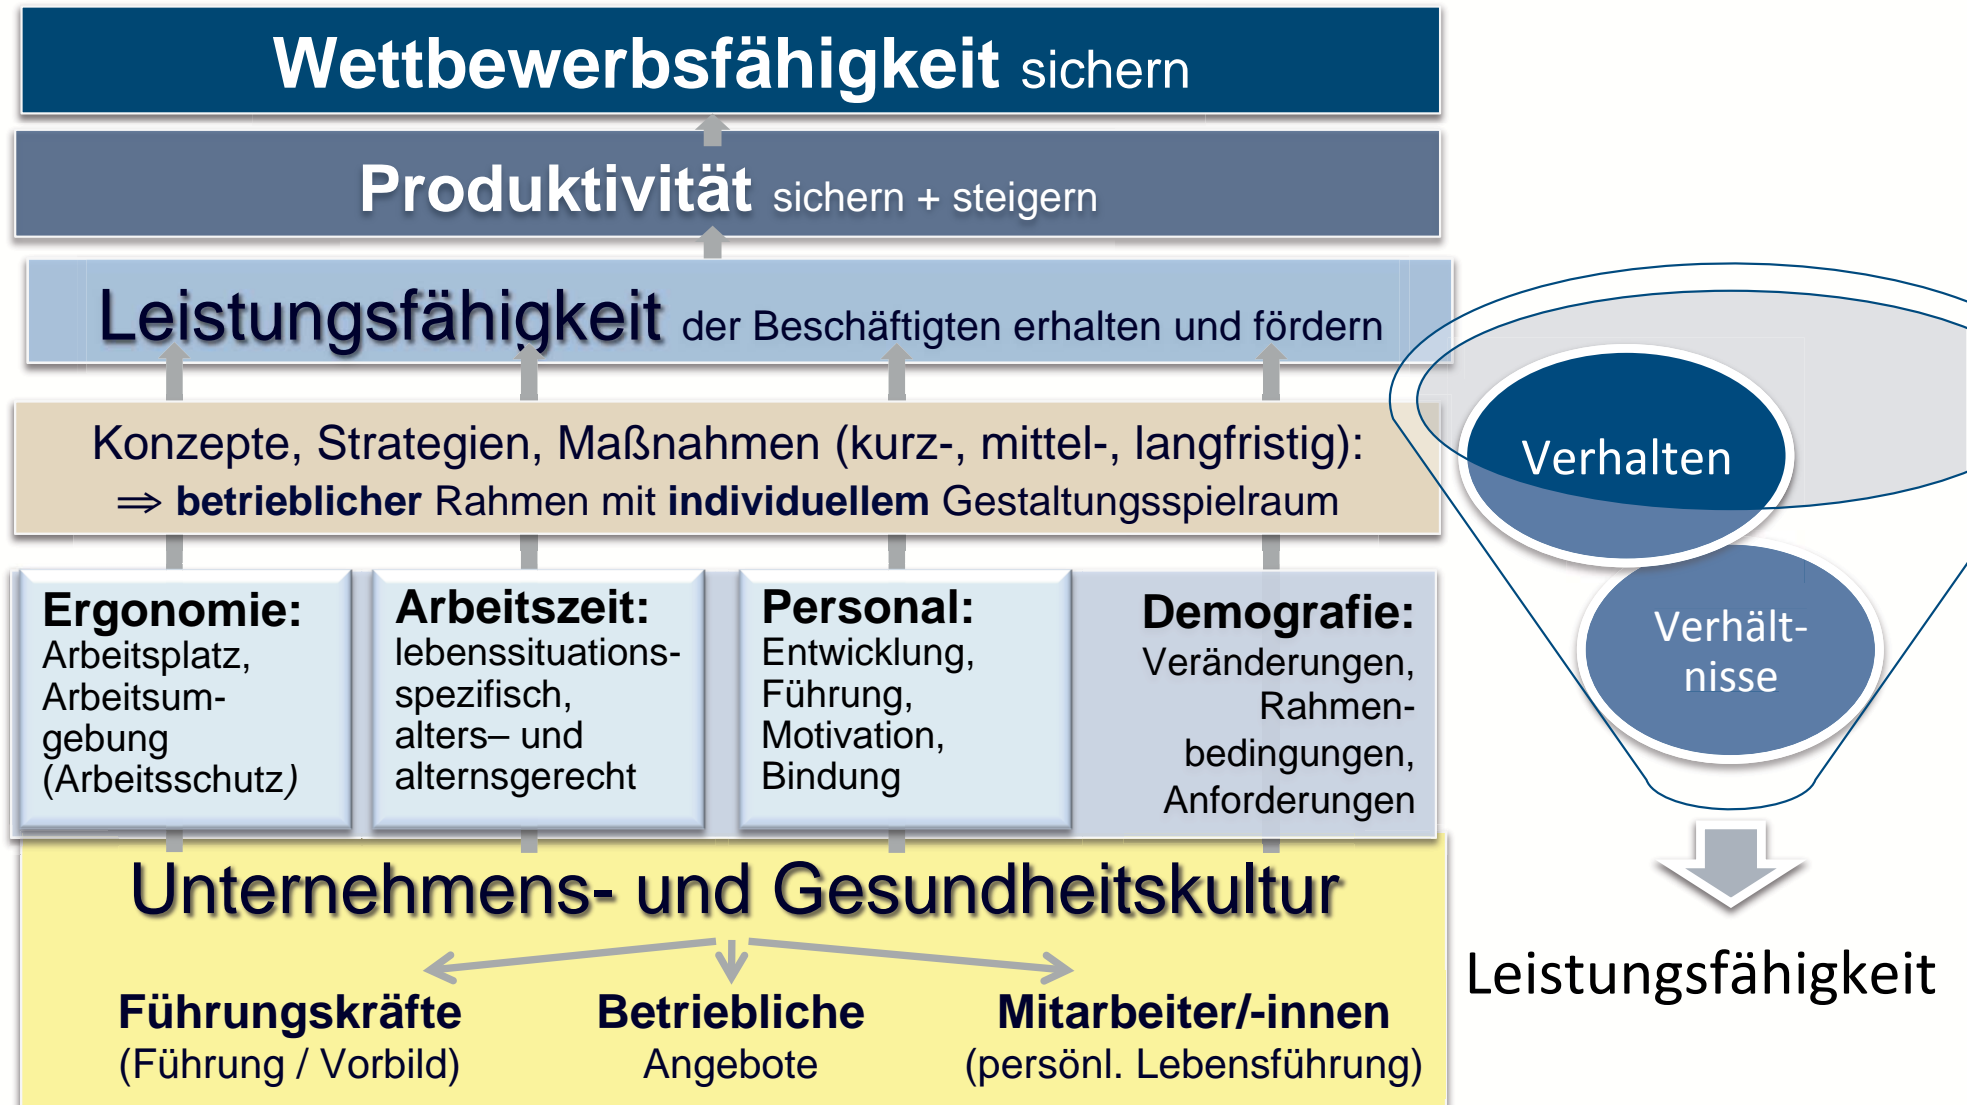 Wettbewerbsfähigkeit sichern
Produktivität sichern + steigern
Leistungsfähigkeit der Beschäftigten erhalten und fördern
Konzepte, Strategien, Maßnahmen (kurz-, mittel-, langfristig):
⇒ betrieblicher Rahmen mit individuellem Gestaltungsspielraum
Ergonomie:
Arbeitsplatz,
Arbeitsum-
gebung
(Arbeitsschutz)
Arbeitszeit:
lebenssituations-
spezifisch,
alters– und
alternsgerecht
Personal:
Entwicklung,
Führung,
Motivation,
Bindung
Demografie:
Veränderungen,
Rahmen-
bedingungen,
Anforderungen
Unternehmens- und Gesundheitskultur
Führungskräfte
(Führung / Vorbild)
Betriebliche
Angebote
Mitarbeiter/-innen
(persönl. Lebensführung)
Verhalten
Verhält-
nisse
Leistungsfähigkeit